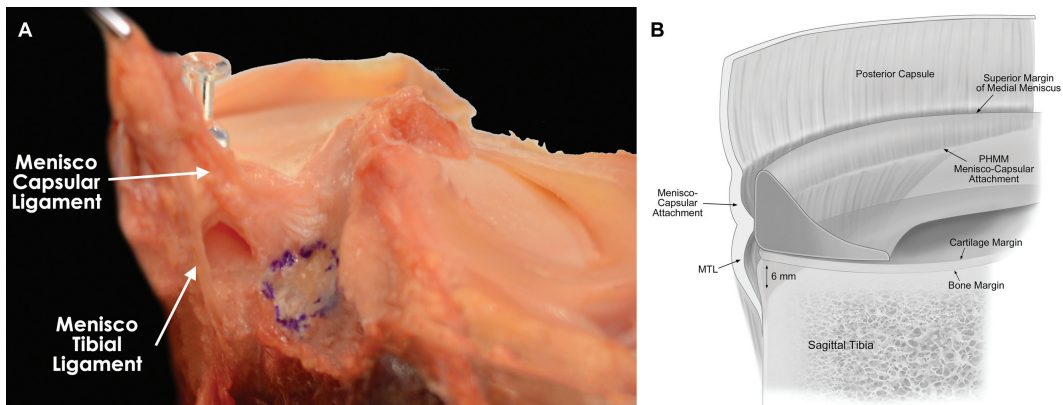 A
Menisco
Capsular
Ligament
Menisco
Tibial
Ligament
B
Posterior Capsule
Superior Margin
of Medial Meniscus
PHMM
Menisco-Capsular
Attachment
Menisco-
Capsular
Attachment
Cartilage Margin
MTL
6 mm
Bone Margin
Sagittal Tibia